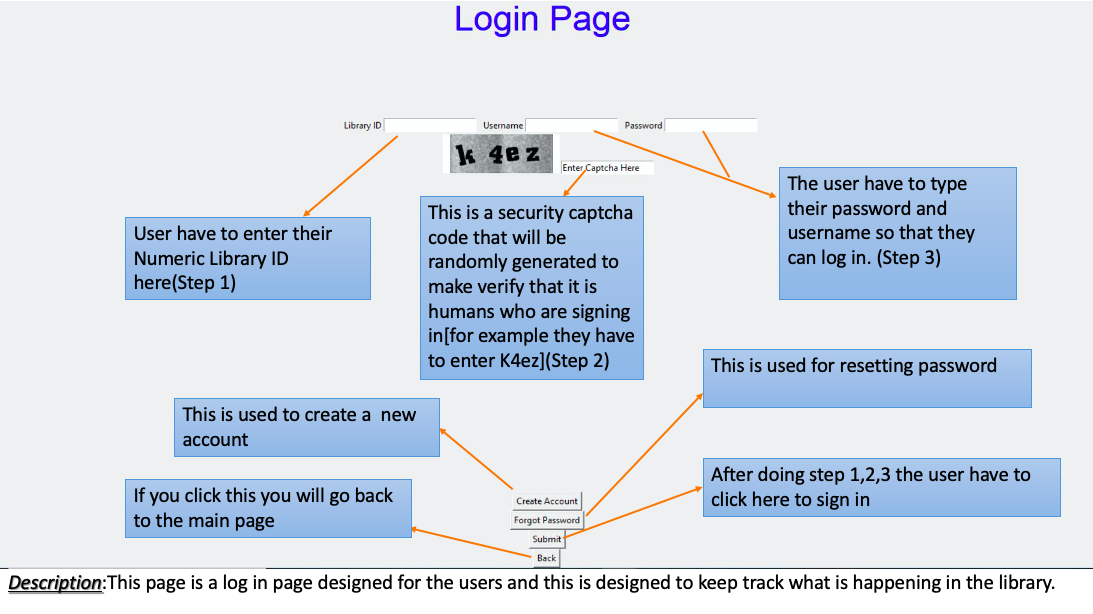 Login Page
Library ID
Username
Password
k 4ez
Enter Captcha Here
User have to enter their
Numeric Library ID
here(Step 1)
This is a security captcha
code that will be
randomly generated to
make verify that it is
humans who are signing
in[for example they have
to enter K4ez](Step 2)
The user have to type
their password and
username so that they
can log in. (Step 3)
This is used for resetting password
This is used to create a  new
account
After doing step 1,2,3 the user have to
click here to sign in
If you click this you will go back
to the main page
Create Account
Forgot Password
Submit
Back
Description:This page is a log in page designed for the users and this is designed to keep track what is happening in the library.